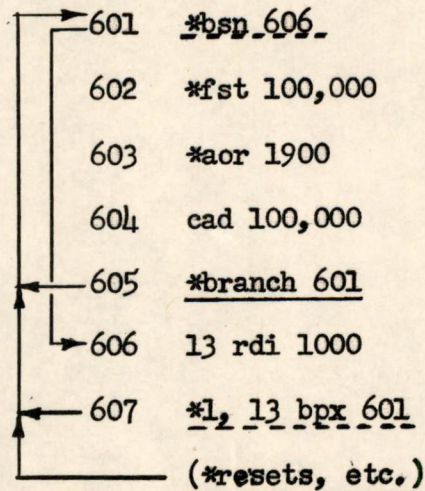 601 *bsn 606
602 *fst 100,000
603 *aor 1900
604 cad 100,000
605 *branch 601
606 13 rdi 1000
607 *1, 13 bpx 601
(*resets, etc.)